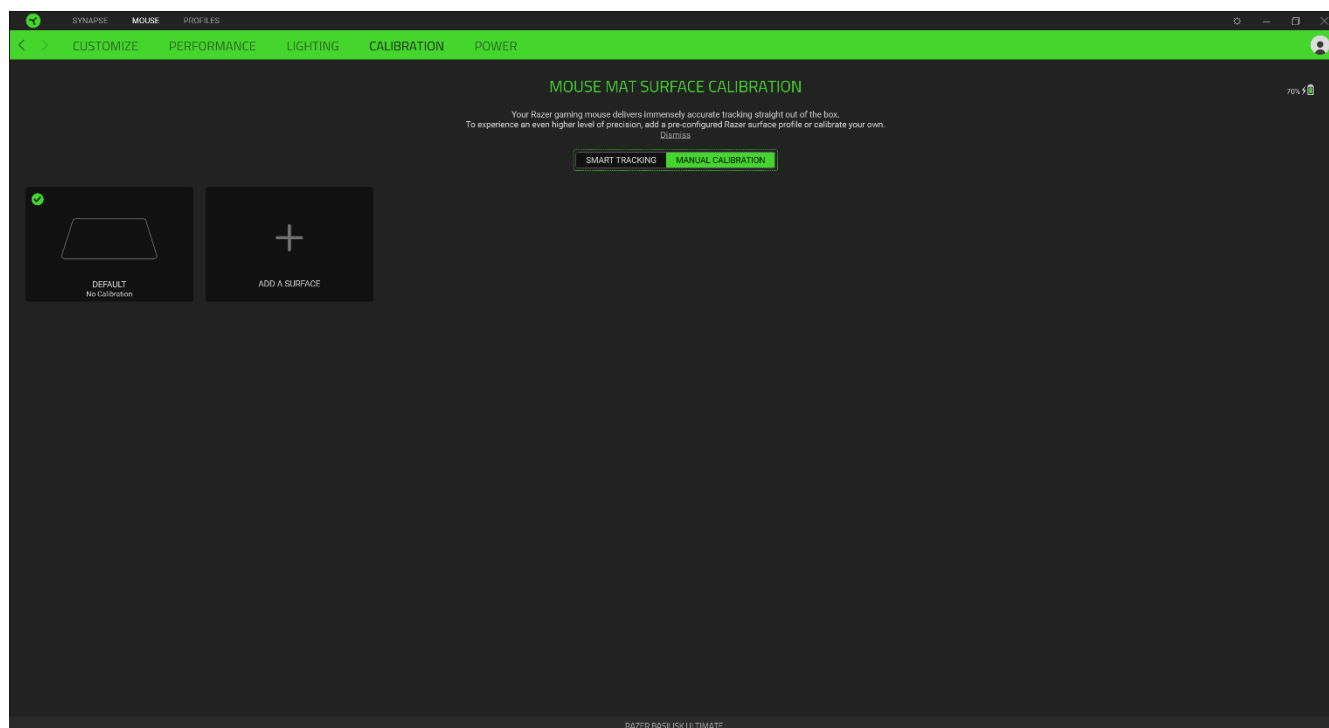 SYNAPSE MOUSE PROFILES
CUSTOMIZE PERFORMANCE LIGHTING CALIBRATION POWER
MOUSE MAT SURFACE CALIBRATION
70%
Your Razer gaming mouse delivers immensely accurate tracking straight out of the box.
To experience an even higher level of precision, add a pre-configured Razer surface profile or calibrate your own.
Dismiss
SMART TRACKING MANUAL CALIBRATION
DEFAULT
No Calibration
ADD A SURFACE
RAZER BASILISK ULTIMATE